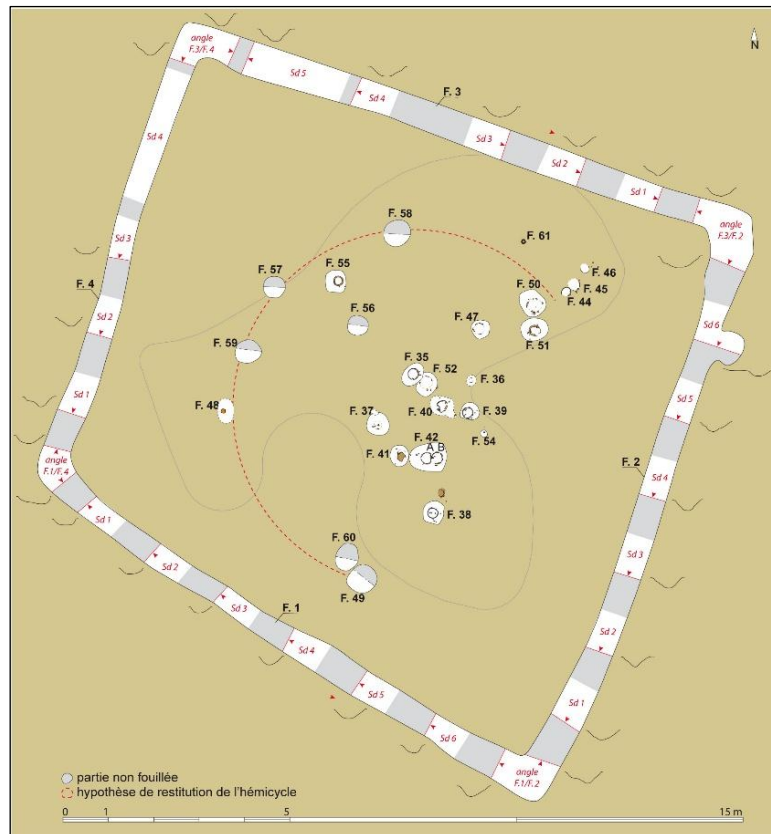 angle
F.3/F.4
N
Sd 5
Sd 4
F. 3
Sd 4
Sd 3
Sd 2
Sd 1
angle
F.3/F.2
F. 58
F. 61
Sd 3
F. 57
F. 55
F. 46
F. 4
F. 50
F. 45
F. 44
Sd 2
F. 56
F. 47
F. 51
Sd 6
F. 59
F. 35
F. 52
F. 36
Sd 5
Sd 1
F. 48
F. 37
F. 40
F. 39
F. 42
F. 54
F. 41
A B
angle
F.1/F.4
F. 2
Sd 4
F. 38
Sd 1
F. 60
Sd 2
Sd 3
F. 49
Sd 3
F. 1
Sd 4
Sd 2
Sd 5
Sd 1
Sd 6
angle
F.1/F.2
partie non fouillée
hypothèse de restitution de l'hémicycle
0 1 5 15 m